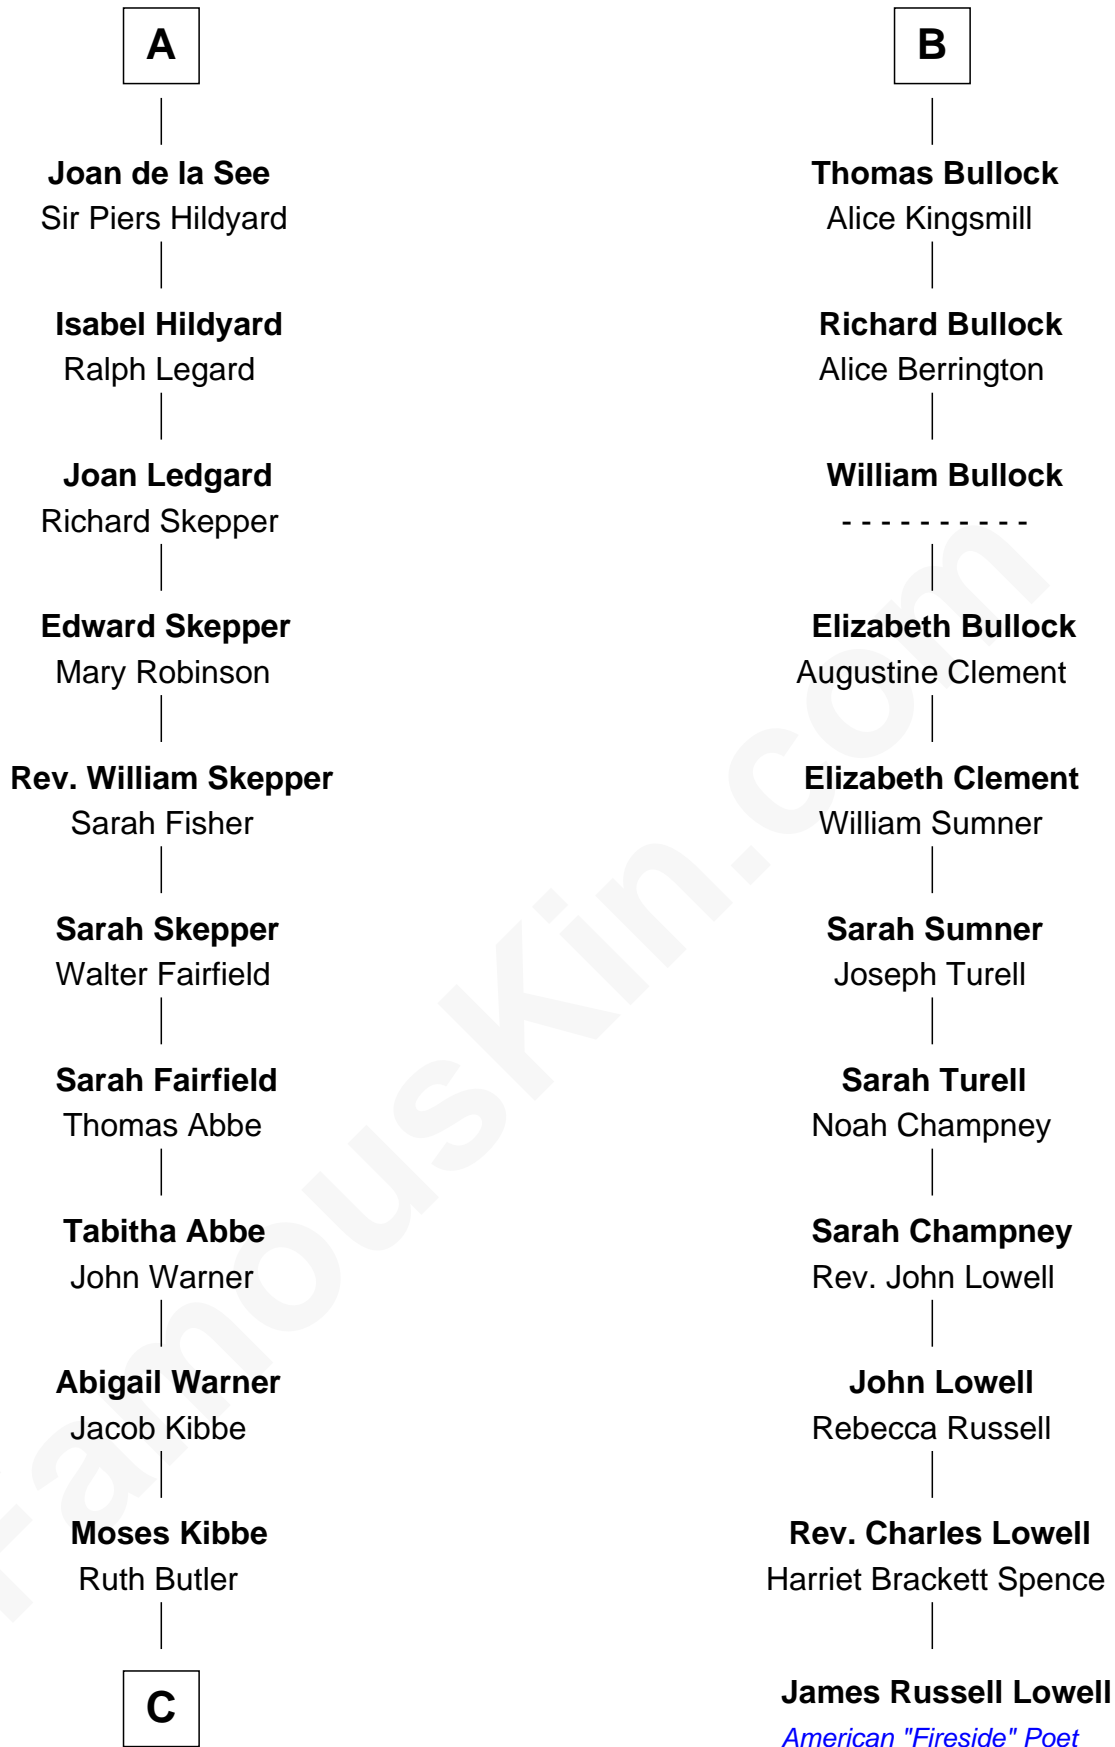 A
Joan de la See
Sir Piers Hildyard
Isabel Hildyard
Ralph Legard
Joan Ledgard
Richard Skepper
Edward Skepper
Mary Robinson
Rev. William Skepper
Sarah Fisher
Sarah Skepper
Walter Fairfield
Sarah Fairfield
Thomas Abbe
Tabitha Abbe
John Warner
Abigail Warner
Jacob Kibbe
Moses Kibbe
Ruth Butler
C
B
Thomas Bullock
Alice Kingsmill
Richard Bullock
Alice Berrington
William Bullock
- - - - - - - - - -
Elizabeth Bullock
Augustine Clement
Elizabeth Clement
William Sumner
Sarah Sumner
Joseph Turell
Sarah Turell
Noah Champney
Sarah Champney
Rev. John Lowell
John Lowell
Rebecca Russell
Rev. Charles Lowell
Harriet Brackett Spence
James Russell Lowell
American "Fireside" Poet
FamousKin.com